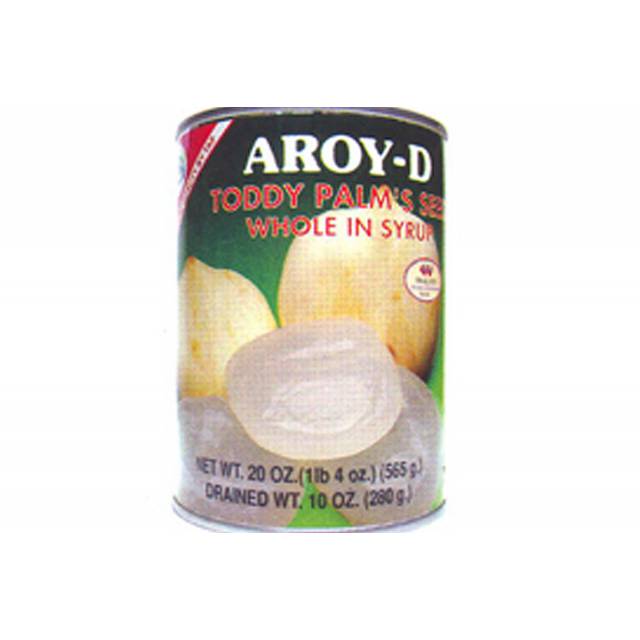 AROY-D
TODDY PALM'S
WHOLE IN SYRUP
NET WT. 20 OZ.(1lb 4 oz.) (565 g.)
DRAINED WT. 10 OZ. (280 g.)